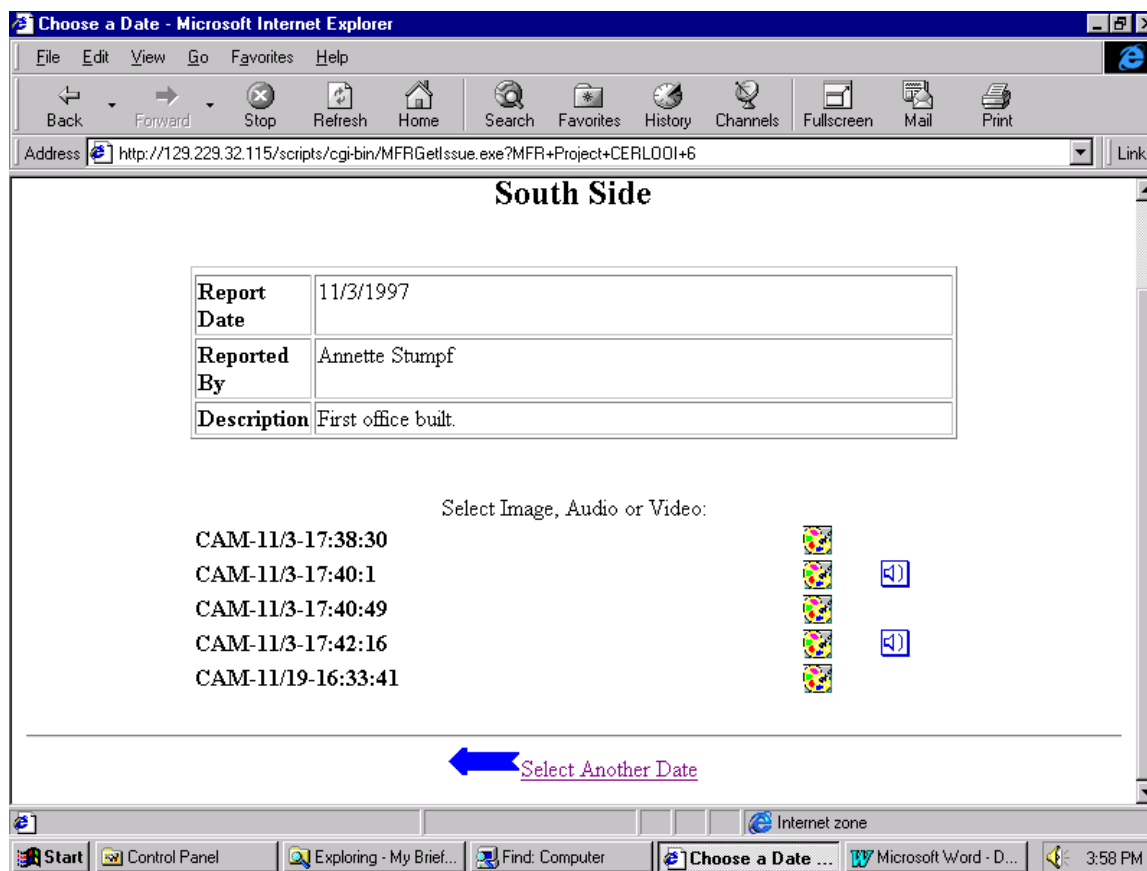 Choose a Date - Microsoft Internet Explorer
File Edit View Go Favorites Help
Back Forward Stop Refresh Home Search Favorites History Channels Fullscreen Mail Print
Address http://129.229.32.115/scripts/cgi-bin/MFRGetIssue.exe?MFR+Project+CERLOOI+6 Link
South Side
Report Date 11/3/1997
Reported By Annette Stumpf
Description First office built.
Select Image, Audio or Video:
CAM-11/3-17:38:30
CAM-11/3-17:40:1
CAM-11/3-17:40:49
CAM-11/3-17:42:16
CAM-11/19-16:33:41
Select Another Date
Internet zone
Start Control Panel Exploring - My Brief... Find: Computer Choose a Date ... Microsoft Word - D... 3:58 PM